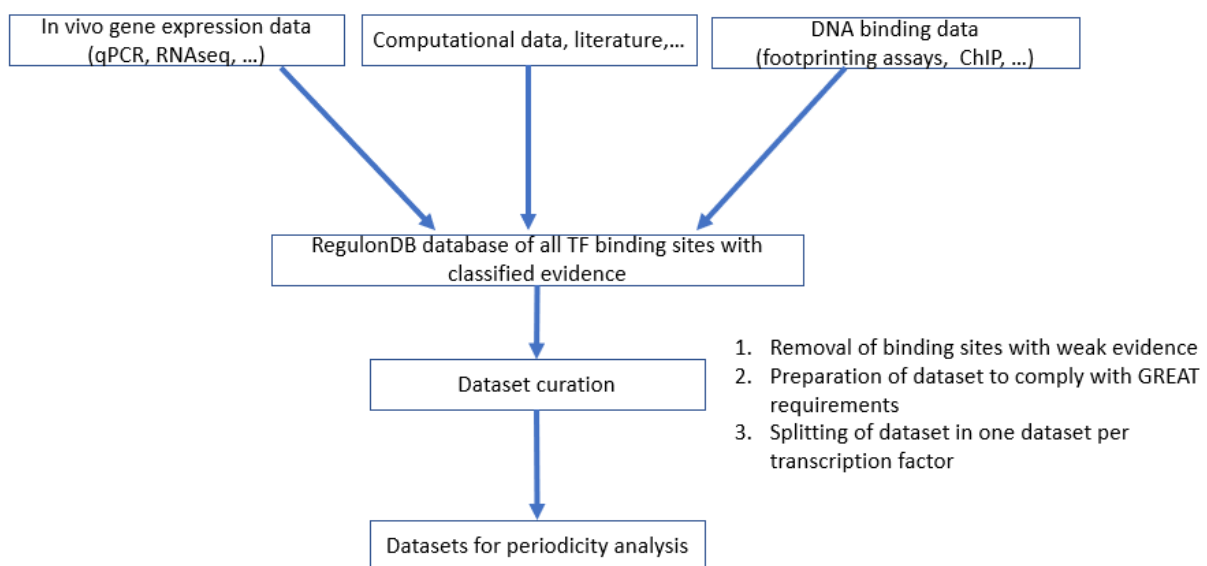 In vivo gene expression data
(qPCR, RNAseq, …)
Computational data, literature,…
DNA binding data
(footprinting assays,  ChIP, …)
RegulonDB database of all TF binding sites with
classified evidence
Dataset curation
1. Removal of binding sites with weak evidence
2. Preparation of dataset to comply with GREAT
requirements
3. Splitting of dataset in one dataset per
transcription factor
Datasets for periodicity analysis